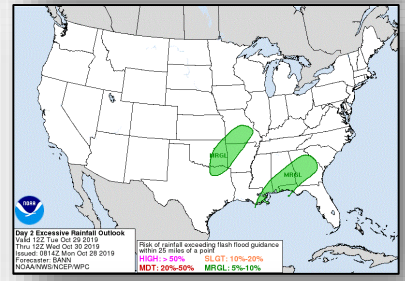 MRGL
MRGL
NOAA
Day 2 Excessive Rainfall Outlook
Valid 12Z Tue Oct 29 2019
Thru 12Z Wed Oct 30 2019
Issued: 0814Z Mon Oct 28 2019
Forecaster: BANN
NOAA/NWS/NCEP/WPC
Risk of rainfall exceeding flash flood guidance
within 25 miles of a point
HIGH: > 50% SLGT: 10%-20%
MDT: 20%-50% MRGL: 5%-10%